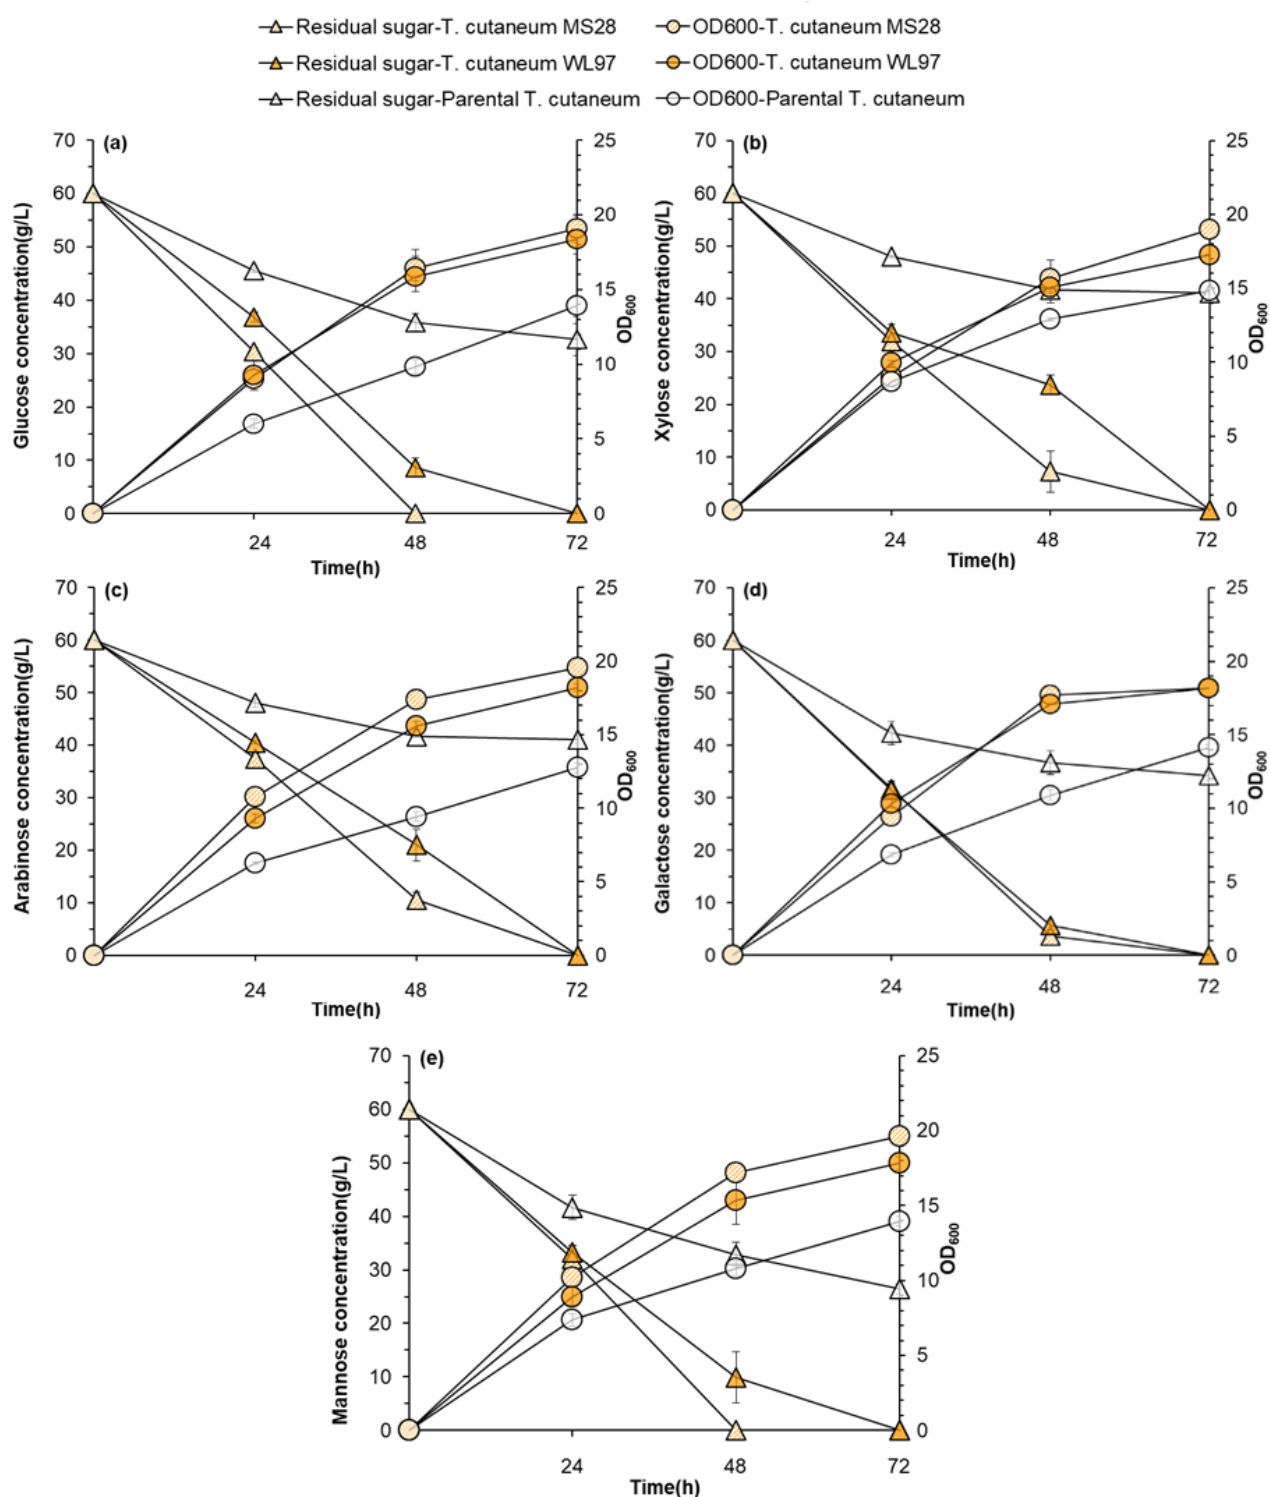 Residual sugar-T. cutaneum MS28 OD600-T. cutaneum MS28
Residual sugar-T. cutaneum WL97 OD600-T. cutaneum WL97
Residual sugar-Parental T. cutaneum OD600-Parental T. cutaneum
(a)
Glucose concentration(g/L)
70
60
50
40
30
20
10
0
25
20
15
10
5
0
OD600
24 48 72
Time(h)
(b)
Xylose concentration(g/L)
70
60
50
40
30
20
10
0
25
20
15
10
5
0
OD600
24 48 72
Time(h)
(c)
Arabinose concentration(g/L)
70
60
50
40
30
20
10
0
25
20
15
10
5
0
OD600
24 48 72
Time(h)
(d)
Galactose concentration(g/L)
70
60
50
40
30
20
10
0
25
20
15
10
5
0
OD600
24 48 72
Time(h)
(e)
Mannose concentration(g/L)
70
60
50
40
30
20
10
0
25
20
15
10
5
0
OD600
24 48 72
Time(h)